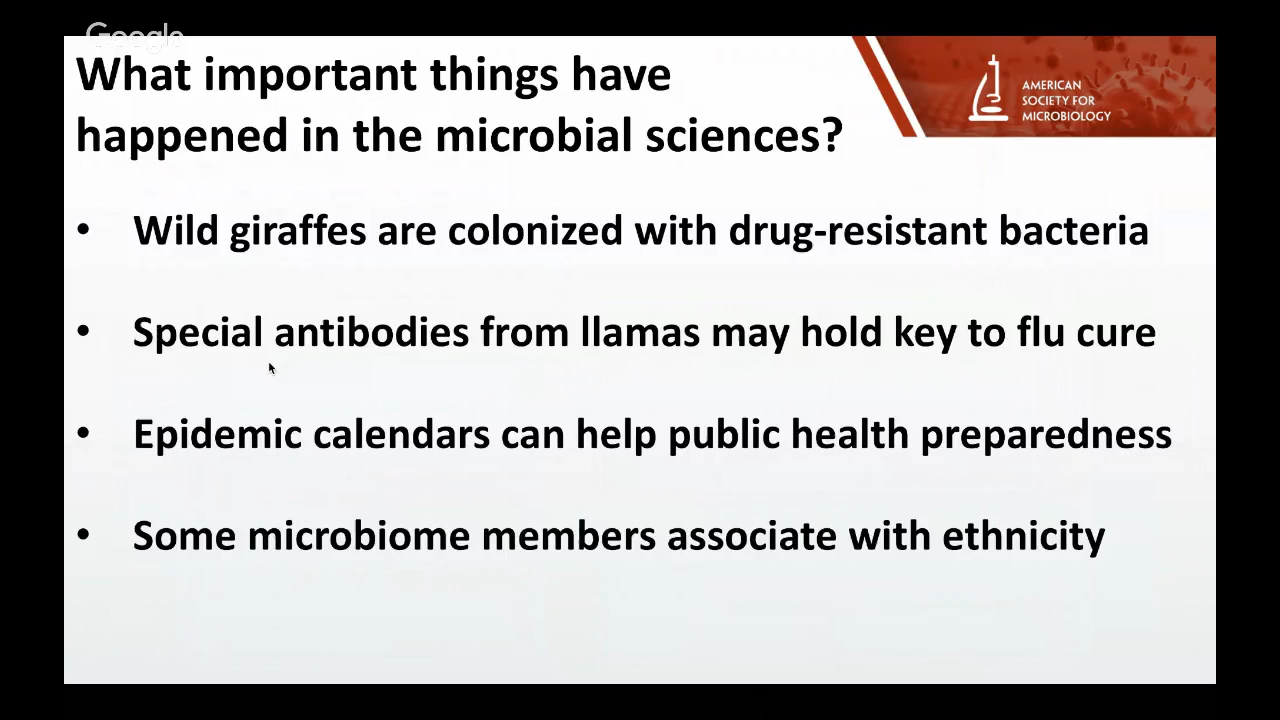 Google
What important things have
happened in the microbial sciences?
AMERICAN
SOCIETY FOR
MICROBIOLOGY
• Wild giraffes are colonized with drug-resistant bacteria
• Special antibodies from llamas may hold key to flu cure
• Epidemic calendars can help public health preparedness
• Some microbiome members associate with ethnicity